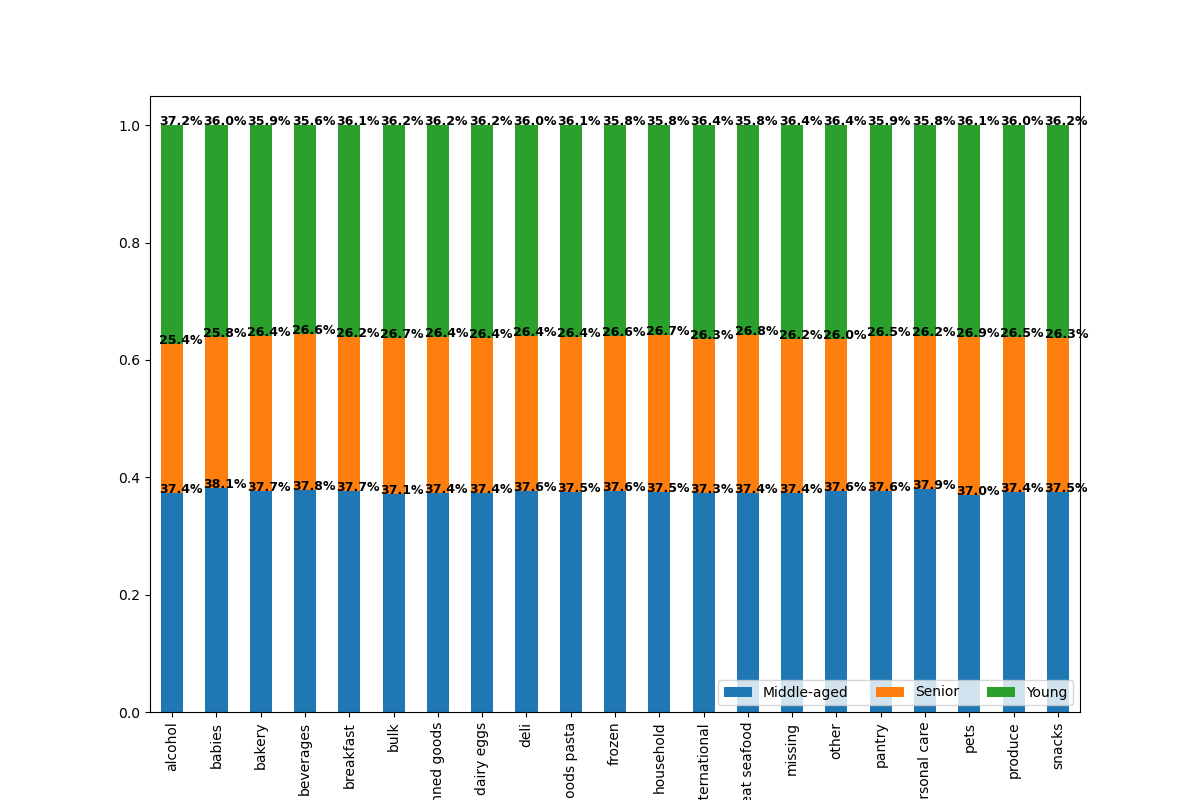 37.2% 36.0% 35.9% 35.6% 36.1% 36.2% 36.2% 36.2% 36.0% 36.1% 35.8% 35.8% 36.4% 35.8% 36.4% 36.4% 35.9% 35.8% 36.1% 36.0% 36.2%
1.0
0.8
25.4% 25.8% 26.4% 26.6% 26.2% 26.7% 26.4% 26.4% 26.4% 26.4% 26.6% 26.7% 26.3% 26.8% 26.2% 26.0% 26.5% 26.2% 26.9% 26.5% 26.3%
0.6
0.4
37.4% 38.1% 37.7% 37.8% 37.7% 37.1% 37.4% 37.4% 37.6% 37.5% 37.6% 37.5% 37.3% 37.4% 37.4% 37.6% 37.6% 37.9% 37.0% 37.4% 37.5%
0.2
0.0
Middle-aged Senior Young
alcohol
babies
bakery
beverages
breakfast
bulk
nned goods
dairy eggs
deli
oods pasta
frozen
household
ternational
eat seafood
missing
other
pantry
rsonal care
pets
produce
snacks